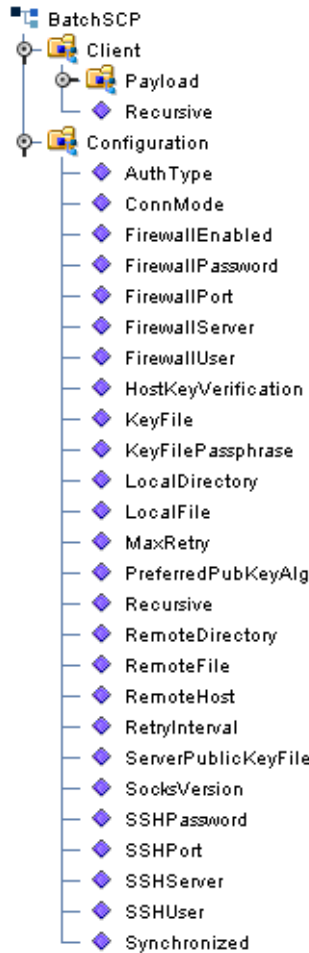 BatchSCP
Client
Payload
Recursive
Configuration
AuthType
ConnMode
FirewallEnabled
FirewallPassword
FirewallPort
FirewallServer
FirewallUser
HostKeyVerification
KeyFile
KeyFilePassphrase
LocalDirectory
LocalFile
MaxRetry
PreferredPubKeyAlg
Recursive
RemoteDirectory
RemoteFile
RemoteHost
RetryInterval
ServerPublicKeyFile
SocksVersion
SSHPassword
SSHPort
SSHServer
SSHUser
Synchronized